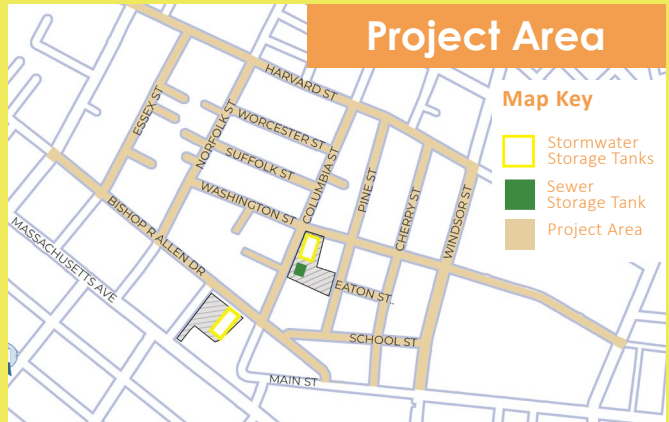 Project Area
Map Key
Stormwater
Storage Tanks
Sewer
Storage Tank
Project Area
HARVARD ST
ESSEX ST
NORFOLK ST
WORCESTER ST
SUFFOLK ST
COLUMBIA ST
PINE ST
CHERRY ST
WINDSOR ST
WASHINGTON ST
BISHOP R ALLEN DR
MASSACHUSETTS AVE
EATON ST
SCHOOL ST
MAIN ST